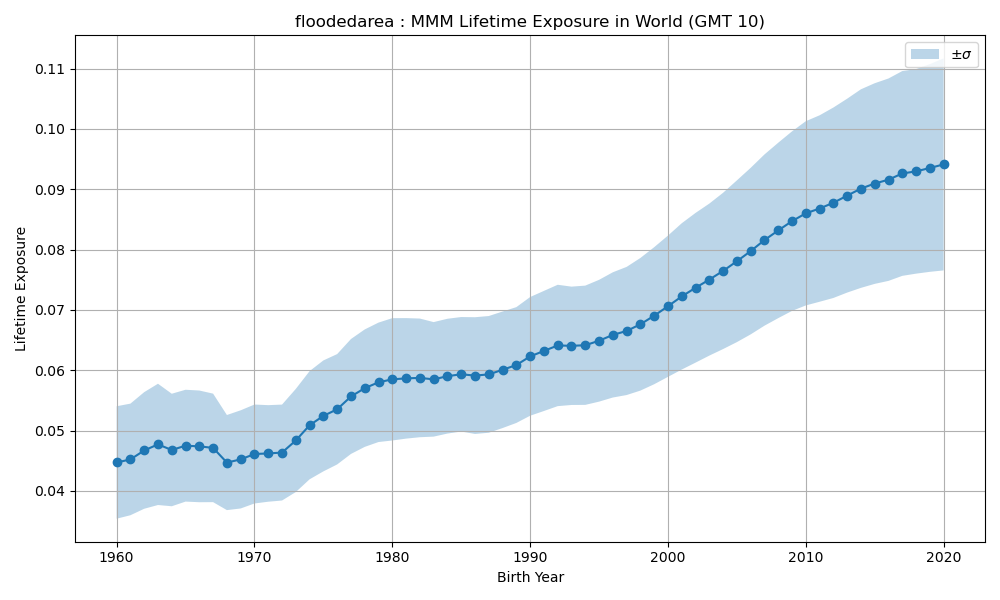 floodedarea : MMM Lifetime Exposure in World (GMT 10)
±σ
0.11
0.10
0.09
0.08
0.07
0.06
0.05
0.04
Lifetime Exposure
1960 1970 1980 1990 2000 2010 2020
Birth Year